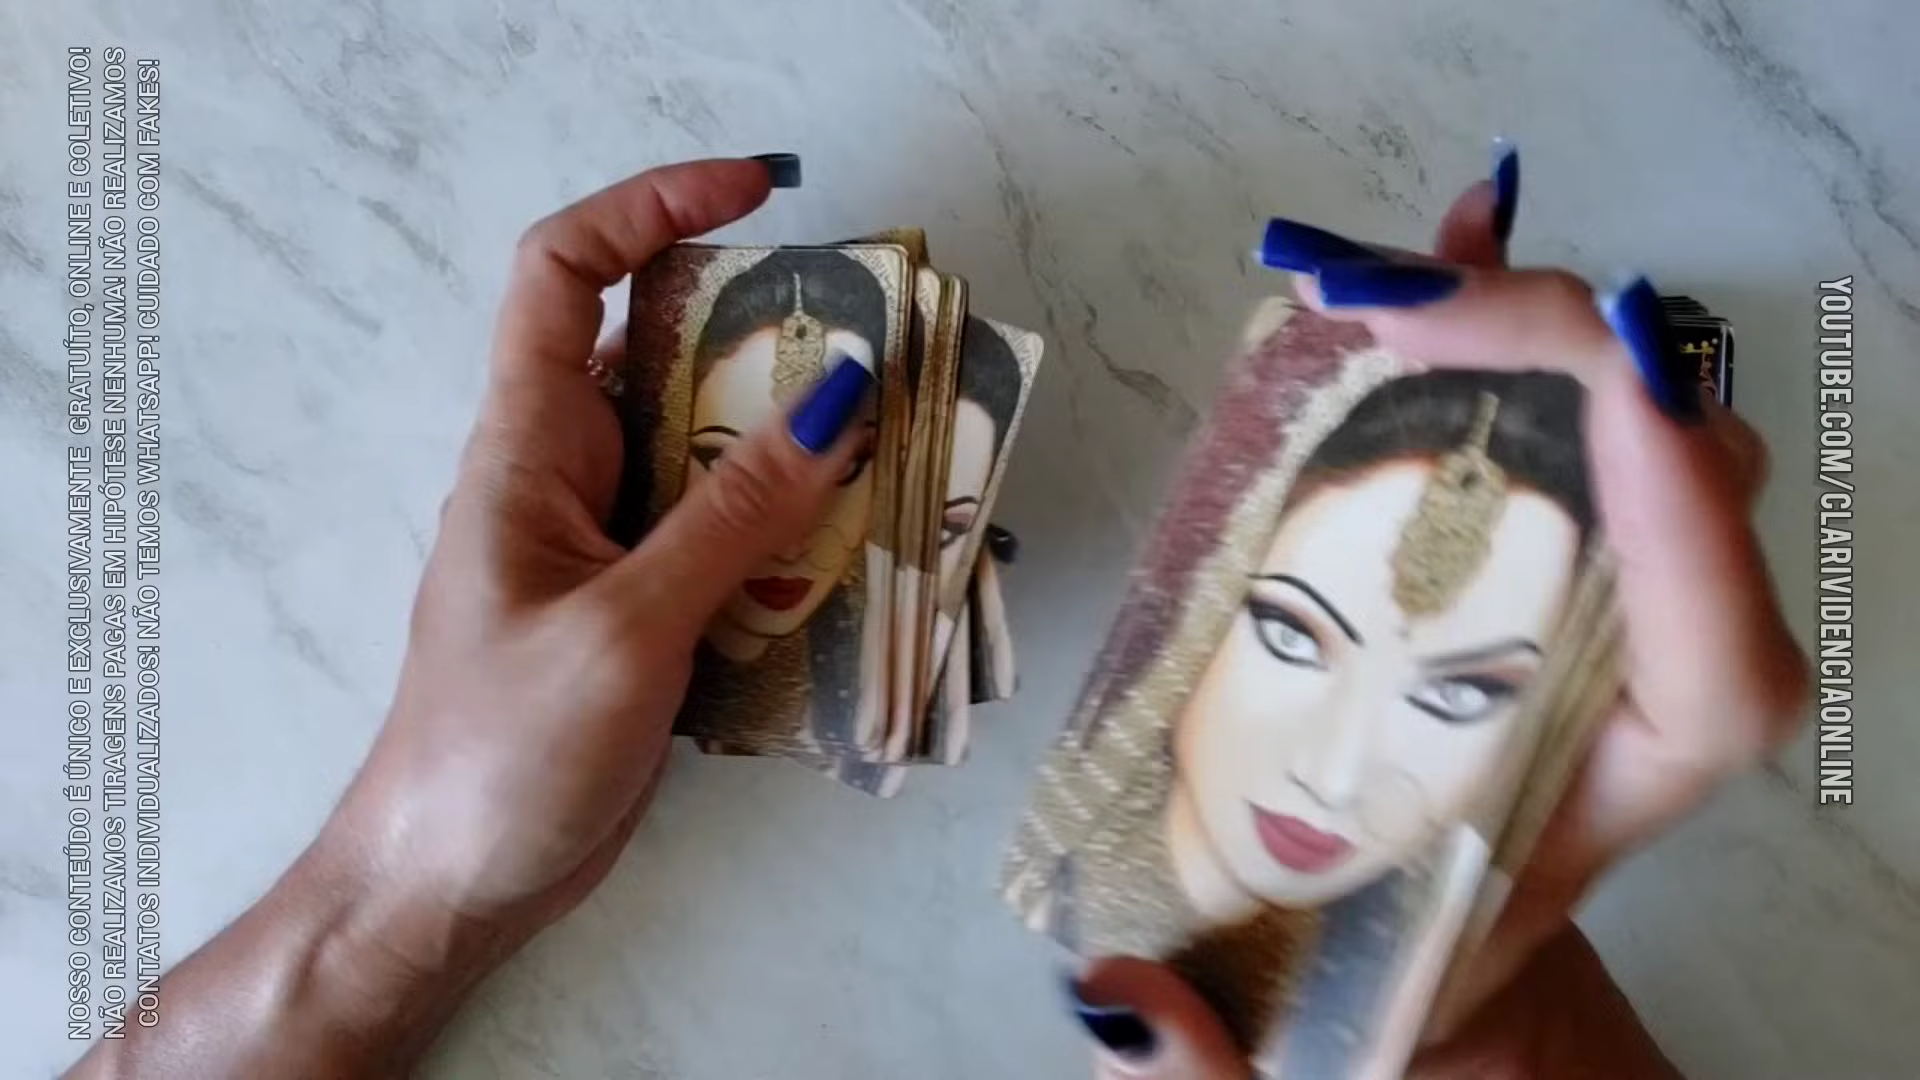 NOSSO CONTEÚDO É ÚNICO E EXCLUSIVAMENTE GRATUÍTO, ONLINE E COLETIVO!
NÃO REALIZAMOS TIRAGENS PAGAS EM HIPÓTESE NENHUMA! NÃO REALIZAMOS
CONTATOS INDIVIDUALIZADOS! NÃO TEMOS WHATSAPP! CUIDADO COM FAKES!
YOUTUBE.COM/CLARIVIDENCIAONLINE